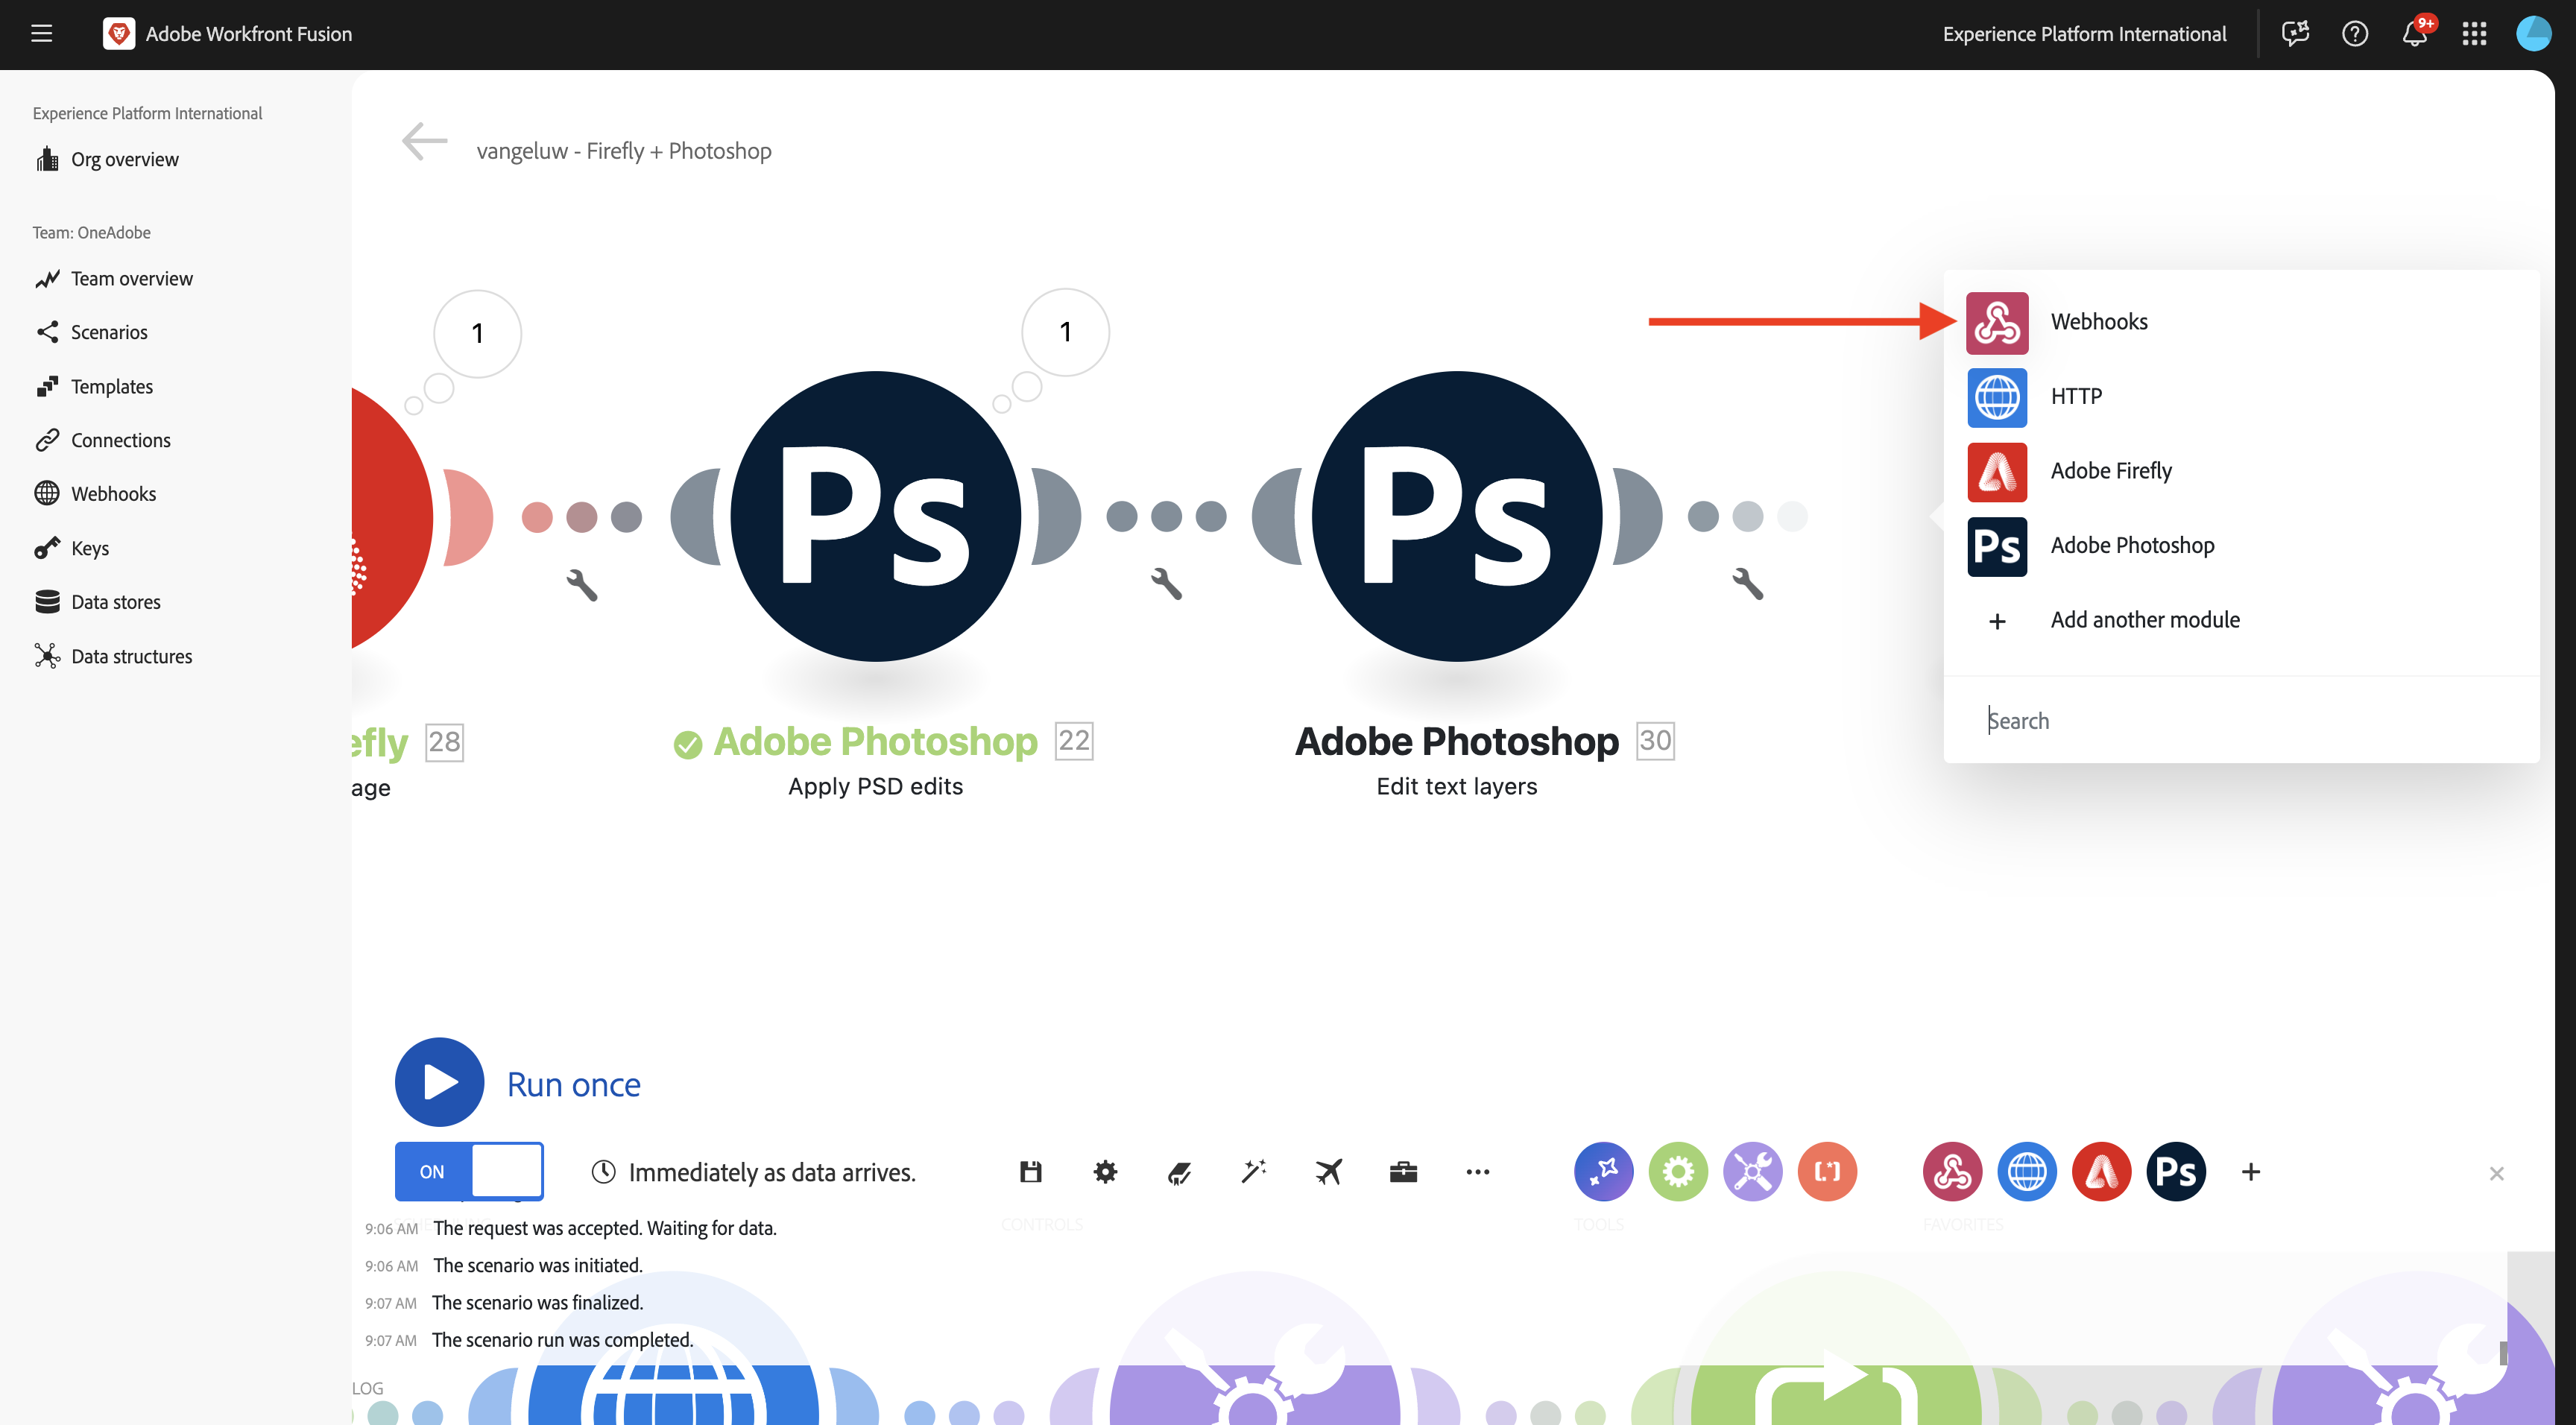 Adobe Workfront Fusion
Experience Platform International
9+
Experience Platform International
Org overview
Team: OneAdobe
Team overview
Scenarios
Templates
Connections
Webhooks
Keys
Data stores
Data structures
vangeluw - Firefly + Photoshop
1
1
Ps
Ps
efly 28
age
Adobe Photoshop 22
Apply PSD edits
Adobe Photoshop 30
Edit text layers
Webhooks
HTTP
Adobe Firefly
Ps Adobe Photoshop
+ Add another module
Search
Run once
ON
Immediately as data arrives.
[.*]
Ps
+
CONTROLS
TOOLS
FAVORITES
9:06 AM The request was accepted. Waiting for data.
9:06 AM The scenario was initiated.
9:07 AM The scenario was finalized.
9:07 AM The scenario run was completed.
LOG